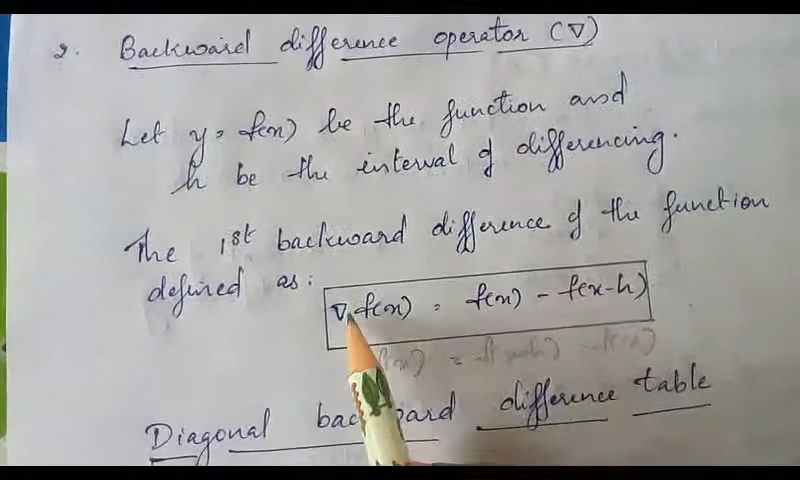 2. Backward difference operator (∇)
Let y = f(x) be the function and
h be the interval of differencing.
The 1st backward difference of the function
defined as:
∇f(x) = f(x) - f(x-h)
Diagonal backward difference table